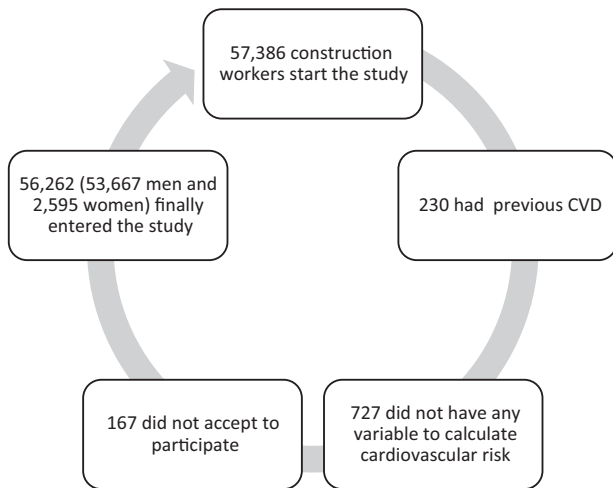 57,386 construction
workers start the study
230 had previous CVD
727 did not have any
variable to calculate
cardiovascular risk
167 did not accept to
participate
56,262 (53,667 men and
2,595 women) finally
entered the study